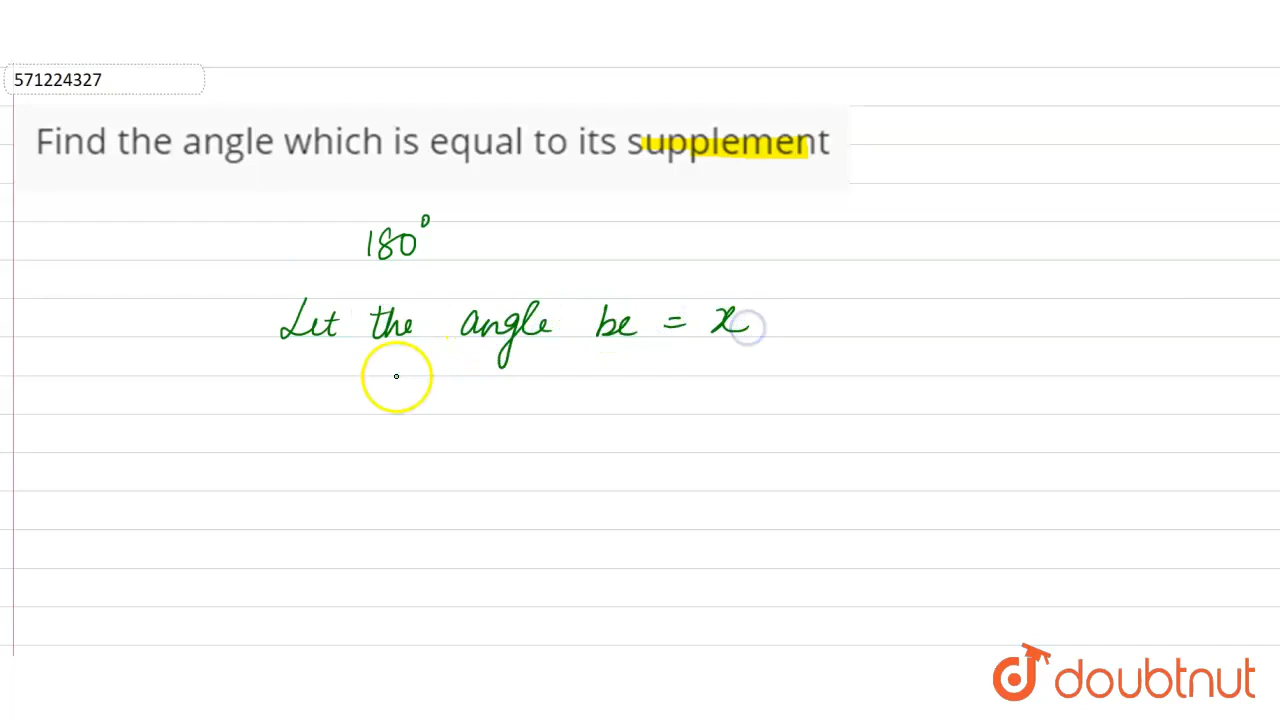 571224327
Find the angle which is equal to its supplement
180°
Let the angle be = x
doubtnut